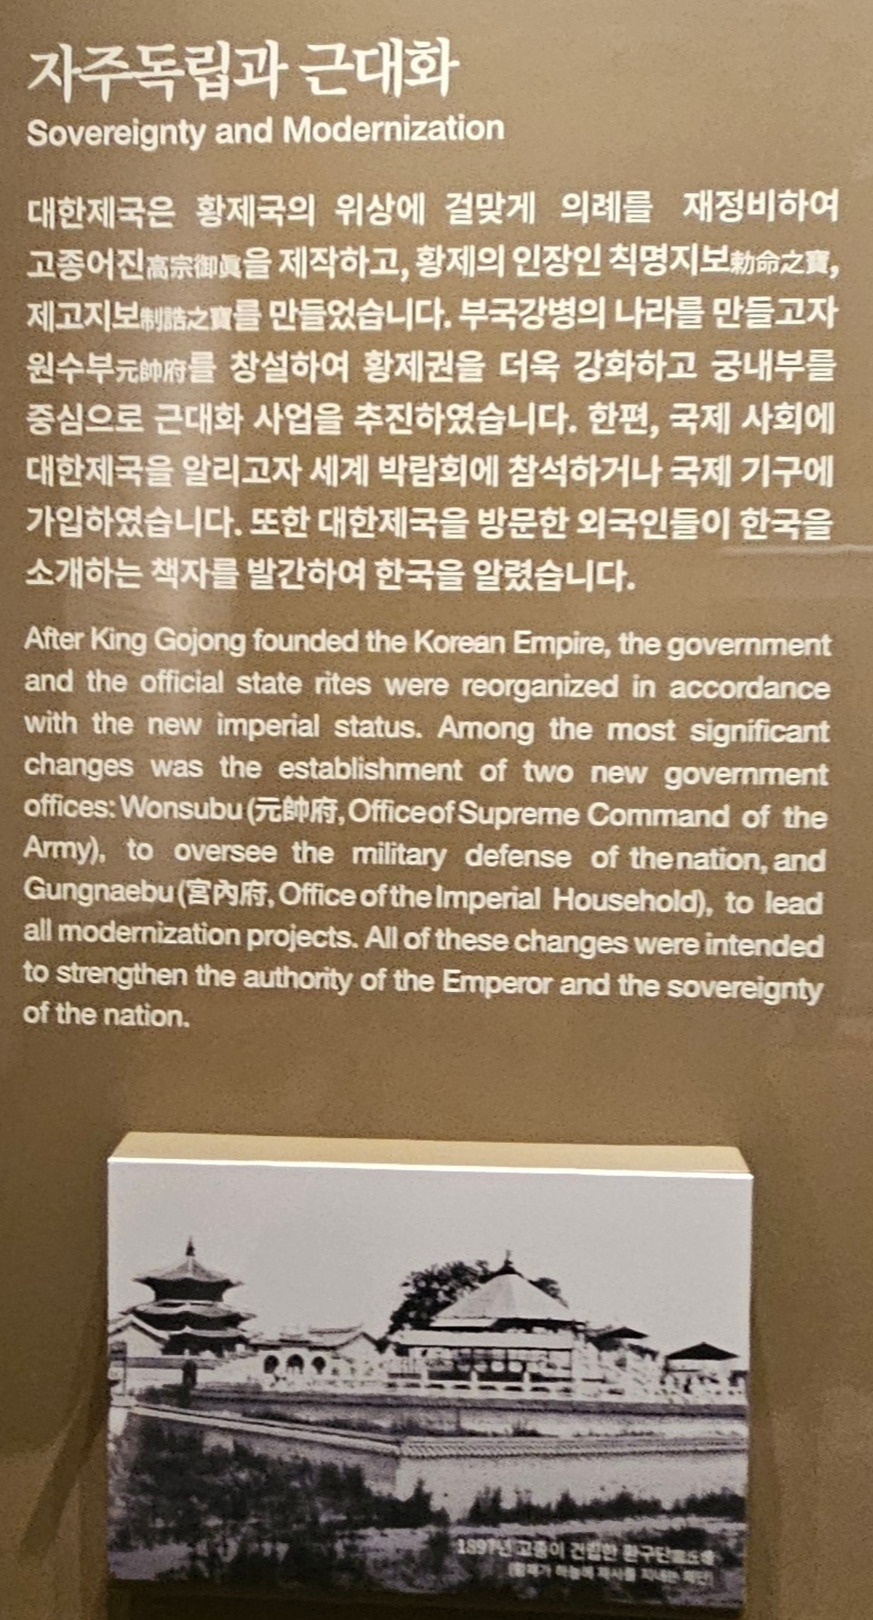 자주독립과 근대화
Sovereignty and Modernization
대한제국은 황제국의 위상에 걸맞게 의례를 재정비하여
고종어진高宗御眞을 제작하고, 황제의 인장인 칙명지보勅命之寶,
제고지보制誥之寶를 만들었습니다. 부국강병의 나라를 만들고자
원수부元帥府를 창설하여 황제권을 더욱 강화하고 궁내부를
중심으로 근대화 사업을 추진하였습니다. 한편, 국제 사회에
대한제국을 알리고자 세계 박람회에 참석하거나 국제 기구에
가입하였습니다. 또한 대한제국을 방문한 외국인들이 한국을
소개하는 책자를 발간하여 한국을 알렸습니다.
After King Gojong founded the Korean Empire, the government
and the official state rites were reorganized in accordance
with the new imperial status. Among the most significant
changes was the establishment of two new government
offices: Wonsubu (元帥府, Office of Supreme Command of the
Army), to oversee the military defense of the nation, and
Gungnaebu (宮內府, Office of the Imperial Household), to lead
all modernization projects. All of these changes were intended
to strengthen the authority of the Emperor and the sovereignty
of the nation.
1897년 고종이 건립한 환구단
(황제가 하늘에 제사를 지내는 제단)